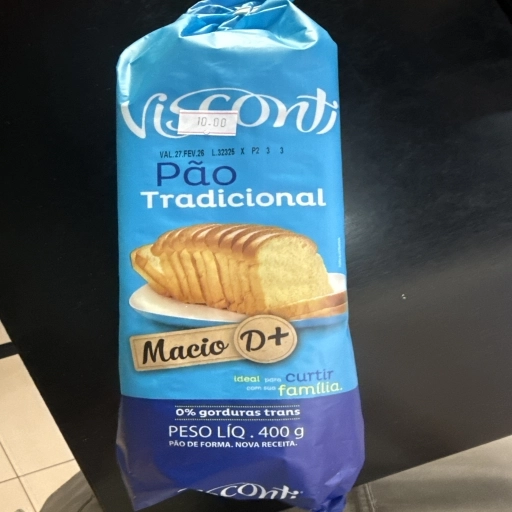 Visconti
10.00
VAL 27.FEV.26 L.32326 X P2 3 3
Pão
Tradicional
Macio D+
ideal para curtir
com sua família.
0% gorduras trans
PESO LÍQ. 400 g
PÃO DE FORMA. NOVA RECEITA.
Visconti